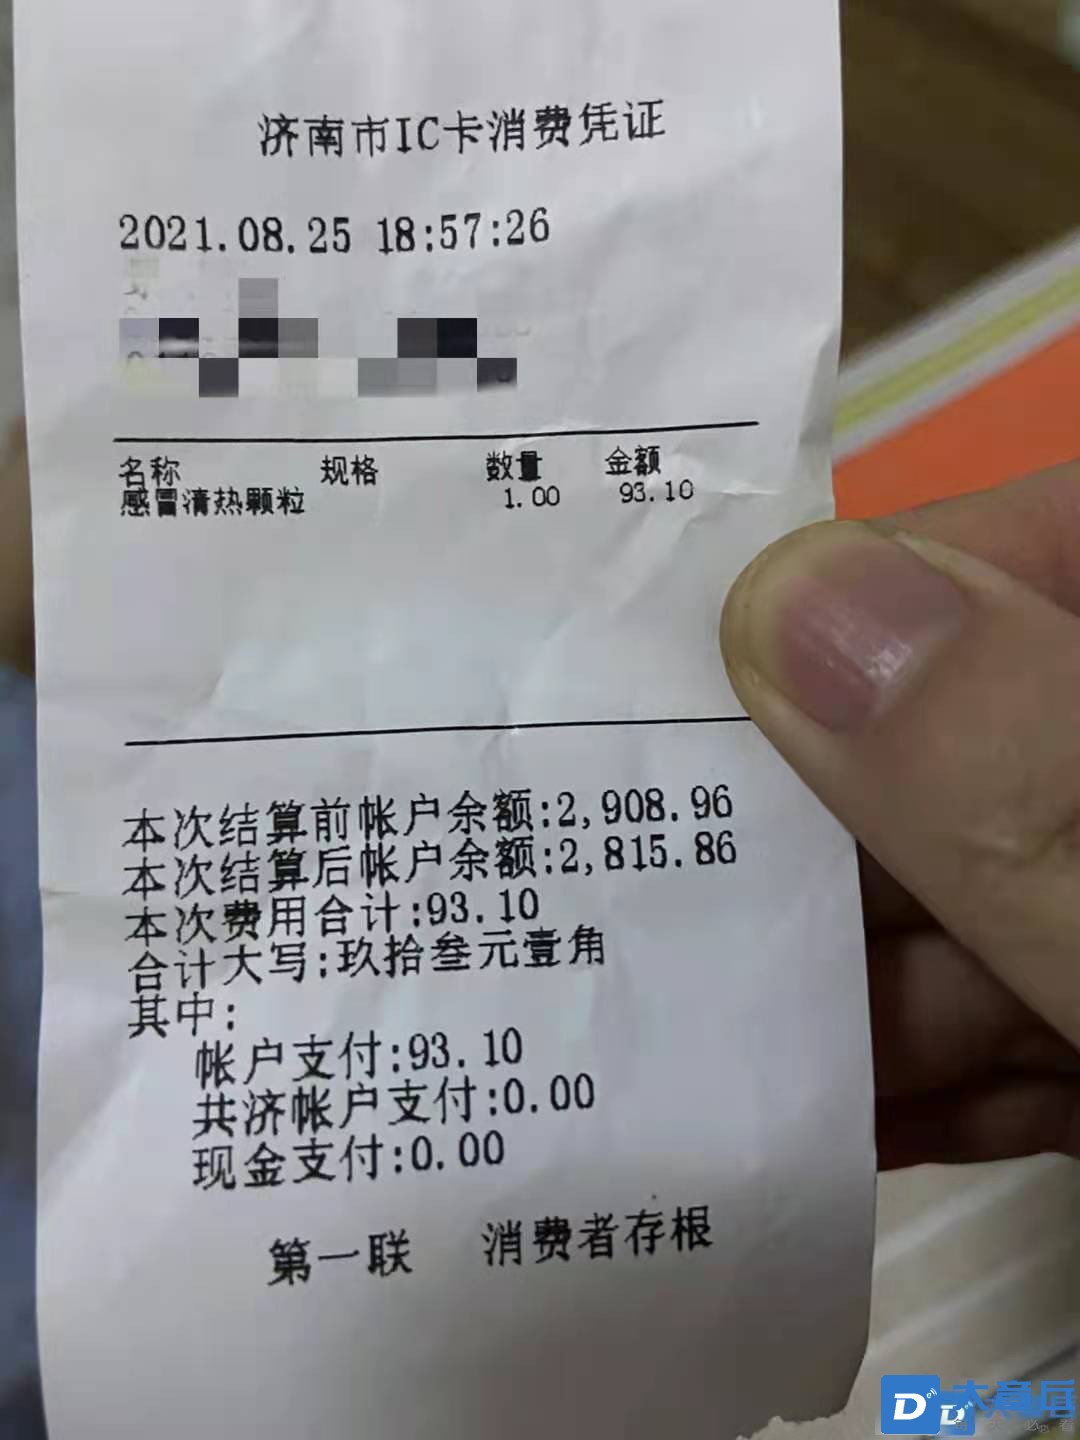 济南市IC卡消费凭证
2021.08.25 18:57:26
名称 规格 数量 金额
感冒清热颗粒 1.00 93.10
本次结算前帐户余额:2,908.96
本次结算后帐户余额:2,815.86
本次费用合计:93.10
合计大写:玖拾叁元壹角
其中:
帐户支付:93.10
共济帐户支付:0.00
现金支付:0.00
第一联 消费者存根